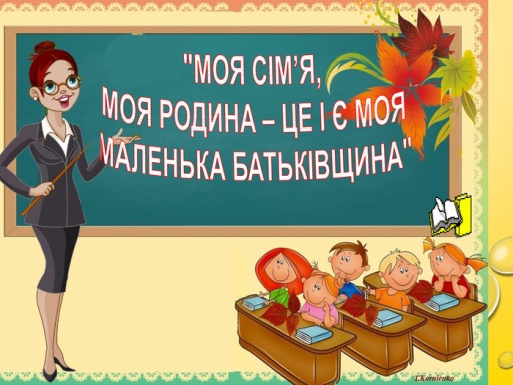 "МОЯ СІМ’Я,
МОЯ РОДИНА – ЦЕ І Є МОЯ
МАЛЕНЬКА БАТЬКІВЩИНА"